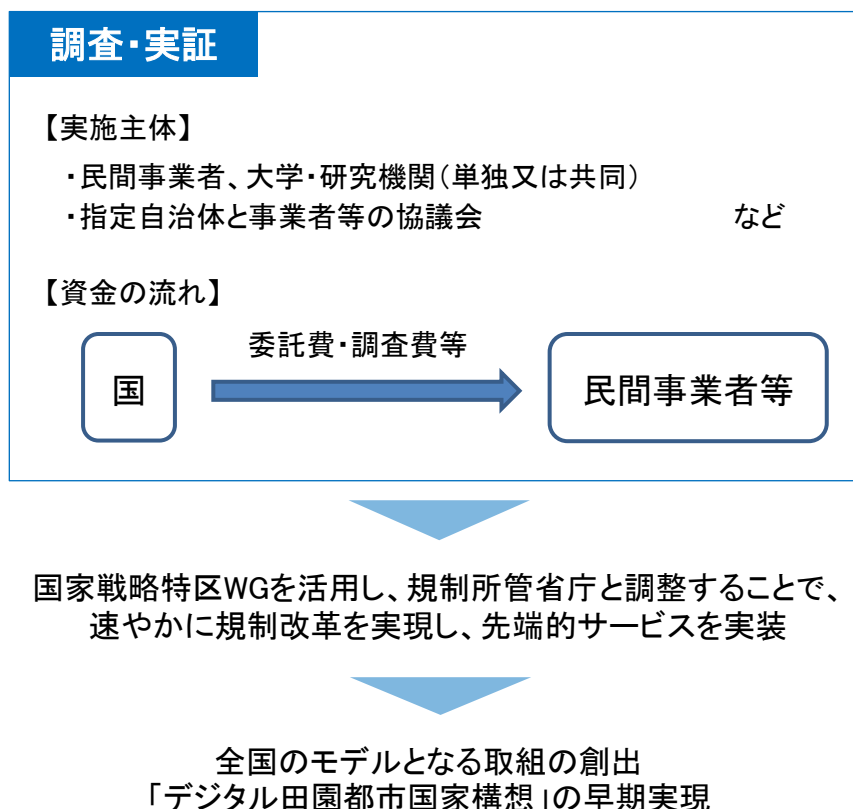 調査・実証
【実施主体】
・民間事業者、大学・研究機関（単独又は共同）
・指定自治体と事業者等の協議会　など
【資金の流れ】
委託費・調査費等
国
民間事業者等
国家戦略特区WGを活用し、規制所管省庁と調整することで、
速やかに規制改革を実現し、先端的サービスを実装
全国のモデルとなる取組の創出
「デジタル田園都市国家構想」の早期実現